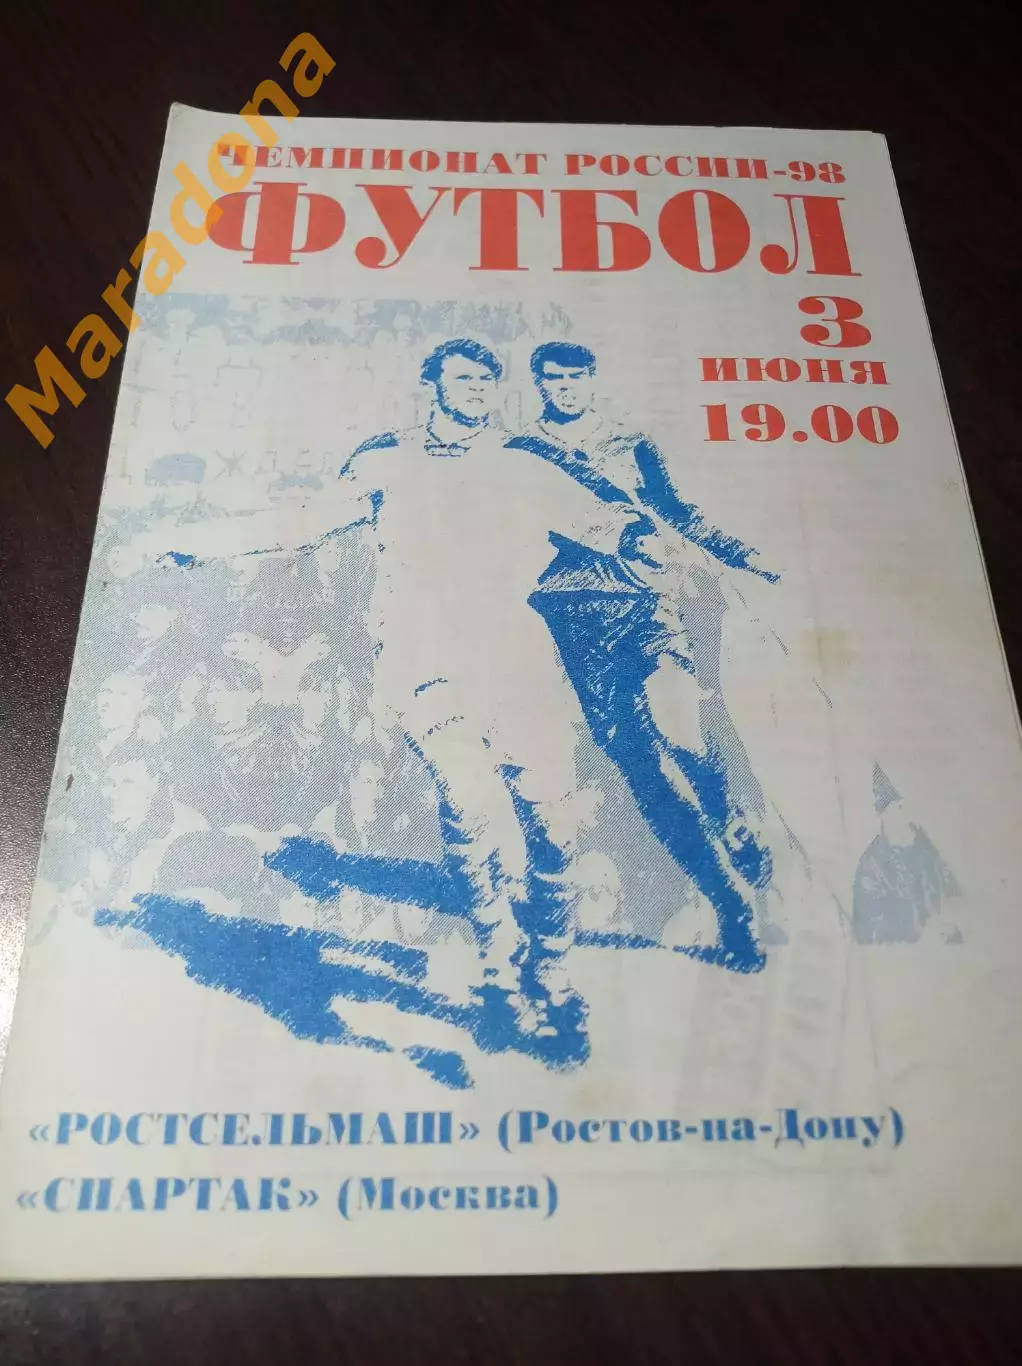 Maradona
ЧЕМПИОНАТ РОССИИ-98
ФУТБОЛ
3
ИЮНЯ
19.00
«РОСТСЕЛЬМАШ» (Ростов-на-Дону)
«СПАРТАК» (Москва)